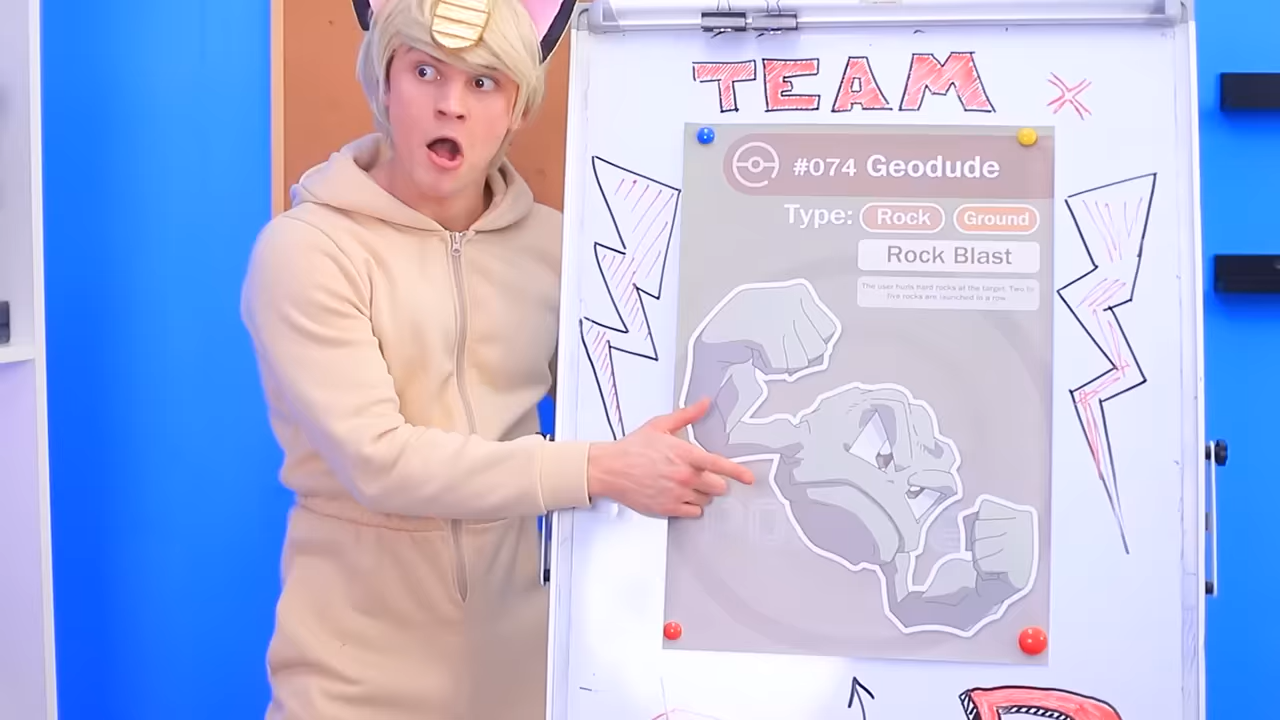 TEAM
#074 Geodude
Type: Rock Ground
Rock Blast
The user hurls hard rocks at the target. Two to
five rocks are launched in a row.